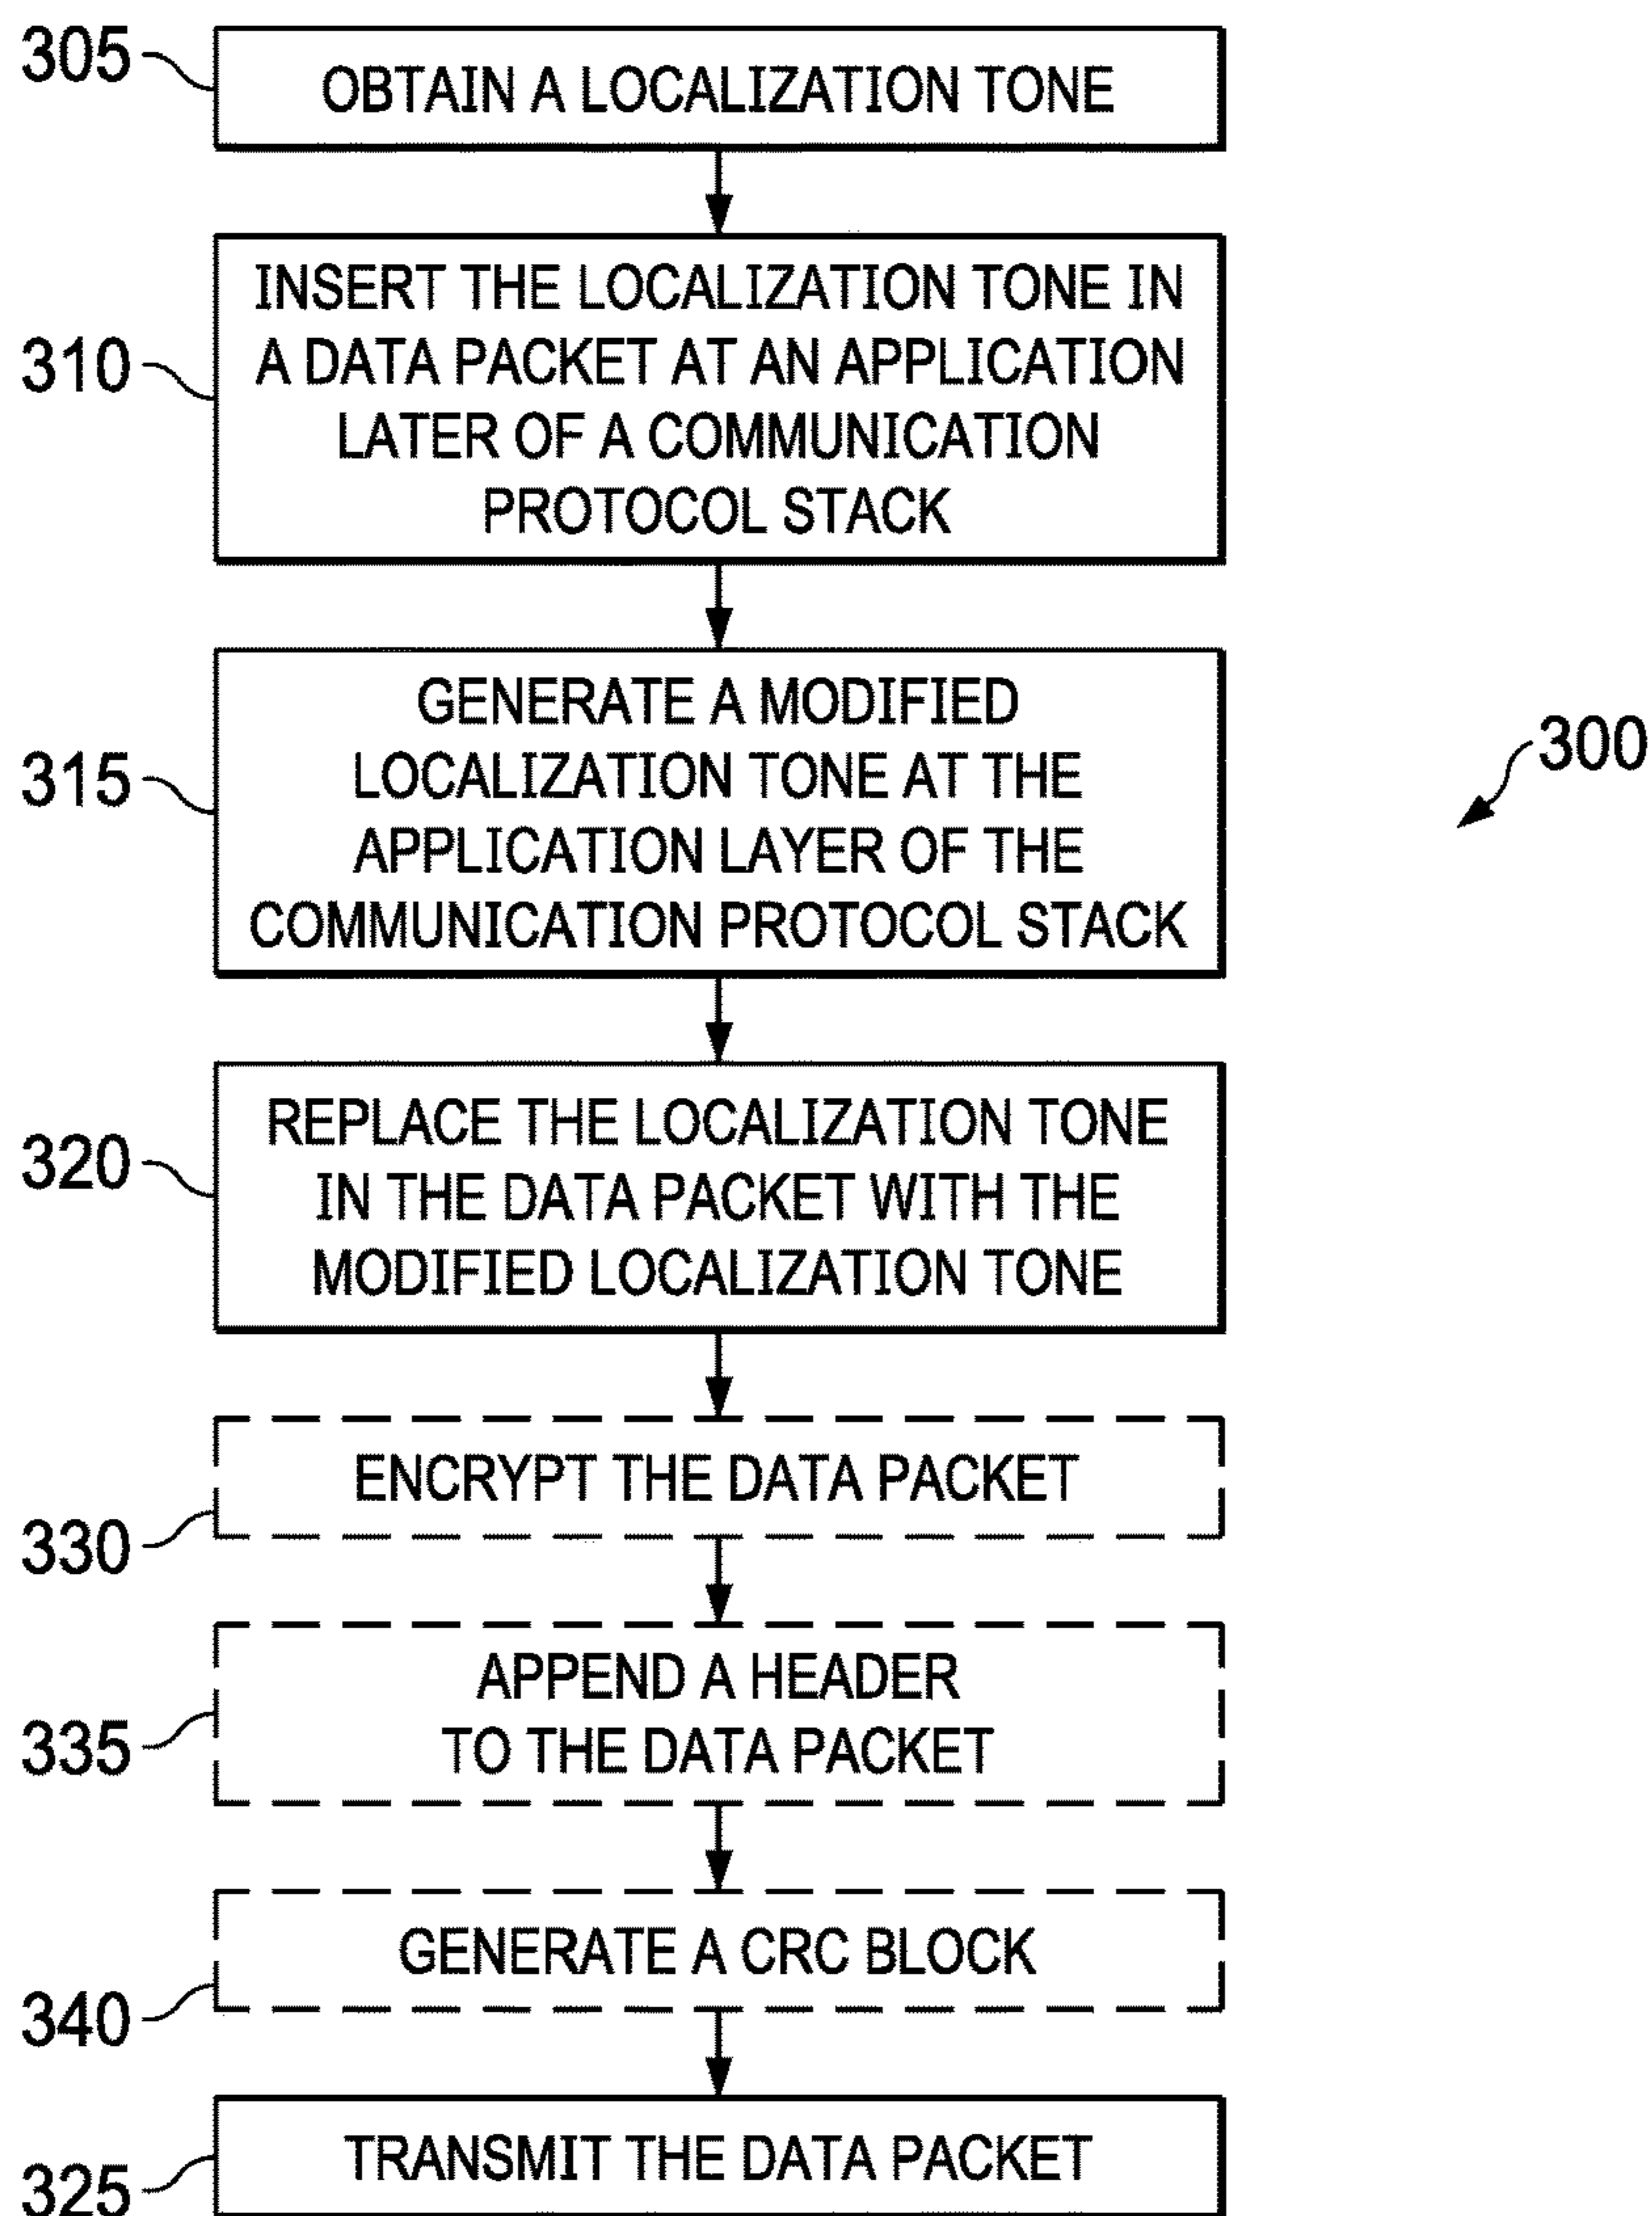 305
OBTAIN A LOCALIZATION TONE
310
INSERT THE LOCALIZATION TONE IN
A DATA PACKET AT AN APPLICATION
LATER OF A COMMUNICATION
PROTOCOL STACK
315
GENERATE A MODIFIED
LOCALIZATION TONE AT THE
APPLICATION LAYER OF THE
COMMUNICATION PROTOCOL STACK
300
320
REPLACE THE LOCALIZATION TONE
IN THE DATA PACKET WITH THE
MODIFIED LOCALIZATION TONE
330
ENCRYPT THE DATA PACKET
335
APPEND A HEADER
TO THE DATA PACKET
340
GENERATE A CRC BLOCK
325
TRANSMIT THE DATA PACKET